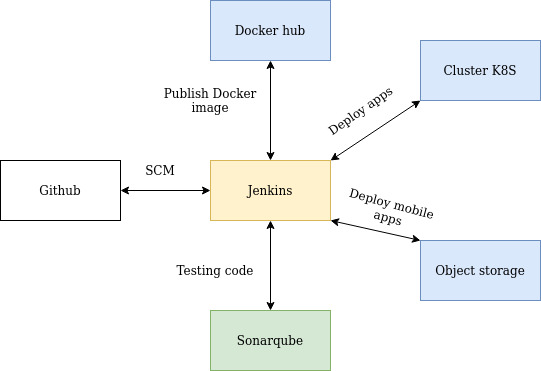 Docker hub
Cluster K8S
Publish Docker
image
Deploy apps
SCM
Github
Jenkins
Deploy mobile
apps
Testing code
Object storage
Sonarqube